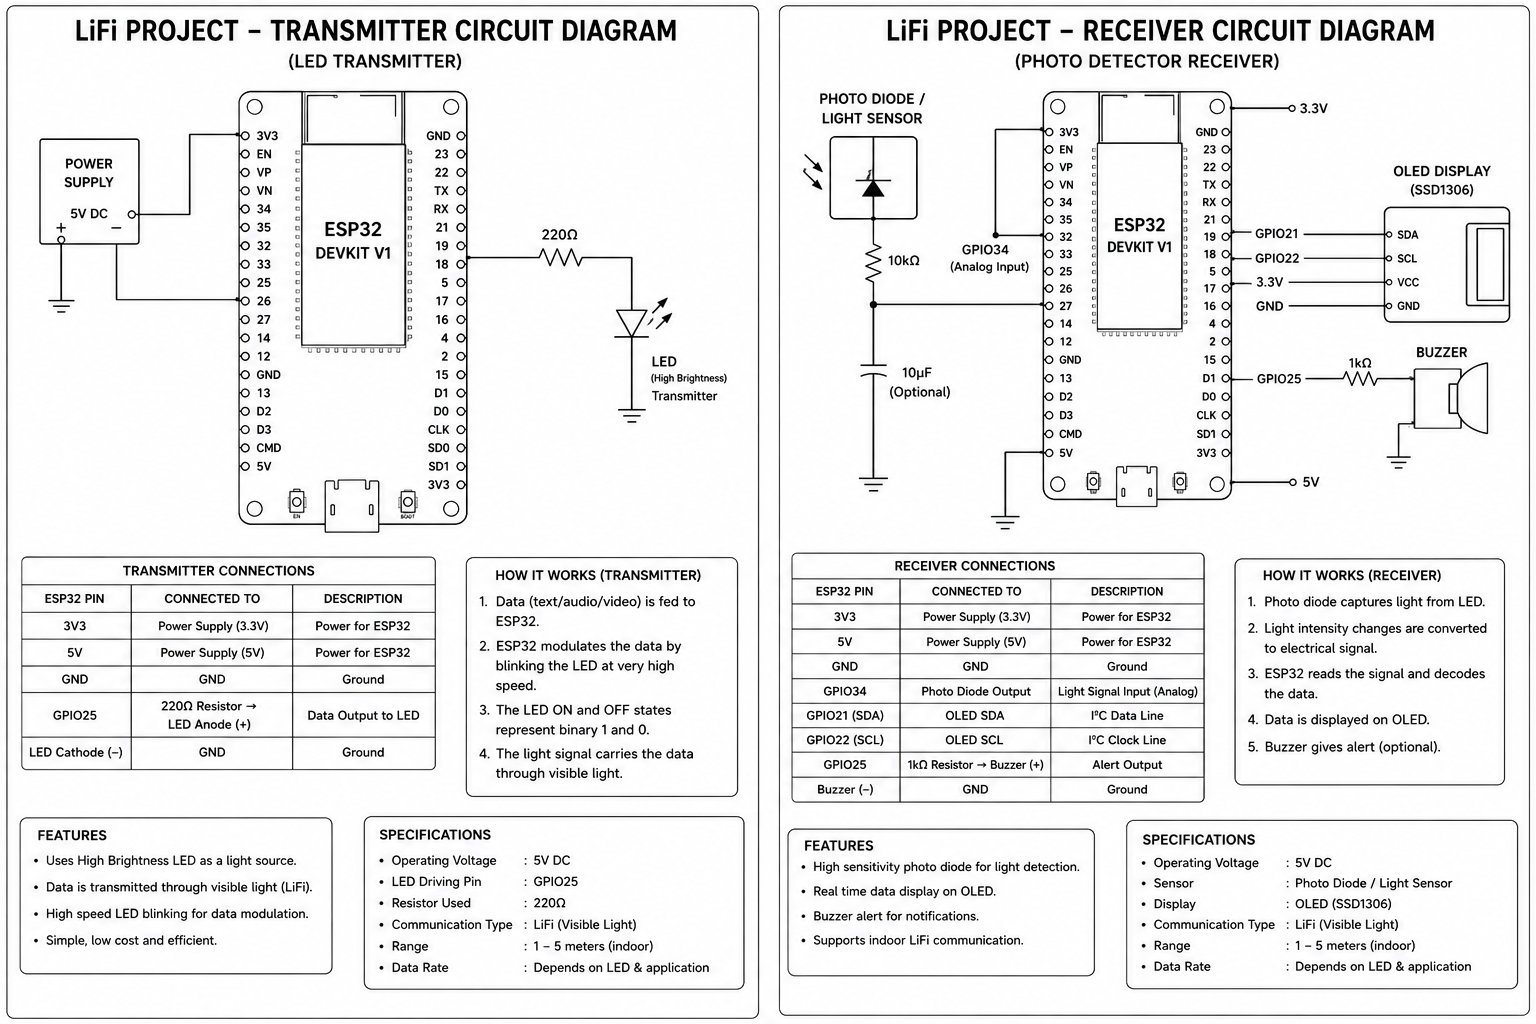 LiFi PROJECT – TRANSMITTER CIRCUIT DIAGRAM
(LED TRANSMITTER)
POWER
SUPPLY
5V DC
+
–
3V3
EN
VP
VN
34
35
32
33
25
26
27
14
12
GND
13
D2
D3
CMD
5V
ESP32
DEVKIT V1
GND
23
22
TX
RX
21
19
18
5
17
16
4
2
15
D1
D0
CLK
SD0
SD1
3V3
EN
BOOT
220Ω
LED
(High Brightness)
Transmitter
TRANSMITTER CONNECTIONS
ESP32 PIN CONNECTED TO DESCRIPTION
3V3 Power Supply (3.3V) Power for ESP32
5V Power Supply (5V) Power for ESP32
GND GND Ground
GPIO25 220Ω Resistor → LED Anode (+) Data Output to LED
LED Cathode (–) GND Ground
HOW IT WORKS (TRANSMITTER)
1. Data (text/audio/video) is fed to
ESP32.
2. ESP32 modulates the data by
blinking the LED at very high
speed.
3. The LED ON and OFF states
represent binary 1 and 0.
4. The light signal carries the data
through visible light.
FEATURES
• Uses High Brightness LED as a light source.
• Data is transmitted through visible light (LiFi).
• High speed LED blinking for data modulation.
• Simple, low cost and efficient.
SPECIFICATIONS
• Operating Voltage : 5V DC
• LED Driving Pin : GPIO25
• Resistor Used : 220Ω
• Communication Type : LiFi (Visible Light)
• Range : 1 – 5 meters (indoor)
• Data Rate : Depends on LED & application
LiFi PROJECT – RECEIVER CIRCUIT DIAGRAM
(PHOTO DETECTOR RECEIVER)
PHOTO DIODE /
LIGHT SENSOR
10kΩ
10μF
(Optional)
GPIO34
(Analog Input)
3V3
EN
VP
VN
34
35
32
33
25
26
27
14
12
GND
13
D2
D3
CMD
5V
ESP32
DEVKIT V1
GND
23
22
TX
RX
21
19
18
5
17
16
4
2
15
D1
D0
CLK
SD1
3V3
3.3V
OLED DISPLAY
(SSD1306)
GPIO21 SDA
GPIO22 SCL
3.3V VCC
GND GND
BUZZER
1kΩ
GPIO25
5V
RECEIVER CONNECTIONS
ESP32 PIN CONNECTED TO DESCRIPTION
3V3 Power Supply (3.3V) Power for ESP32
5V Power Supply (5V) Power for ESP32
GND GND Ground
GPIO34 Photo Diode Output Light Signal Input (Analog)
GPIO21 (SDA) OLED SDA I²C Data Line
GPIO22 (SCL) OLED SCL I²C Clock Line
GPIO25 1kΩ Resistor → Buzzer (+) Alert Output
Buzzer (–) GND Ground
HOW IT WORKS (RECEIVER)
1. Photo diode captures light from LED.
2. Light intensity changes are converted
to electrical signal.
3. ESP32 reads the signal and decodes
the data.
4. Data is displayed on OLED.
5. Buzzer gives alert (optional).
FEATURES
• High sensitivity photo diode for light detection.
• Real time data display on OLED.
• Buzzer alert for notifications.
• Supports indoor LiFi communication.
SPECIFICATIONS
• Operating Voltage : 5V DC
• Sensor : Photo Diode / Light Sensor
• Display : OLED (SSD1306)
• Communication Type : LiFi (Visible Light)
• Range : 1 – 5 meters (indoor)
• Data Rate : Depends on LED & application